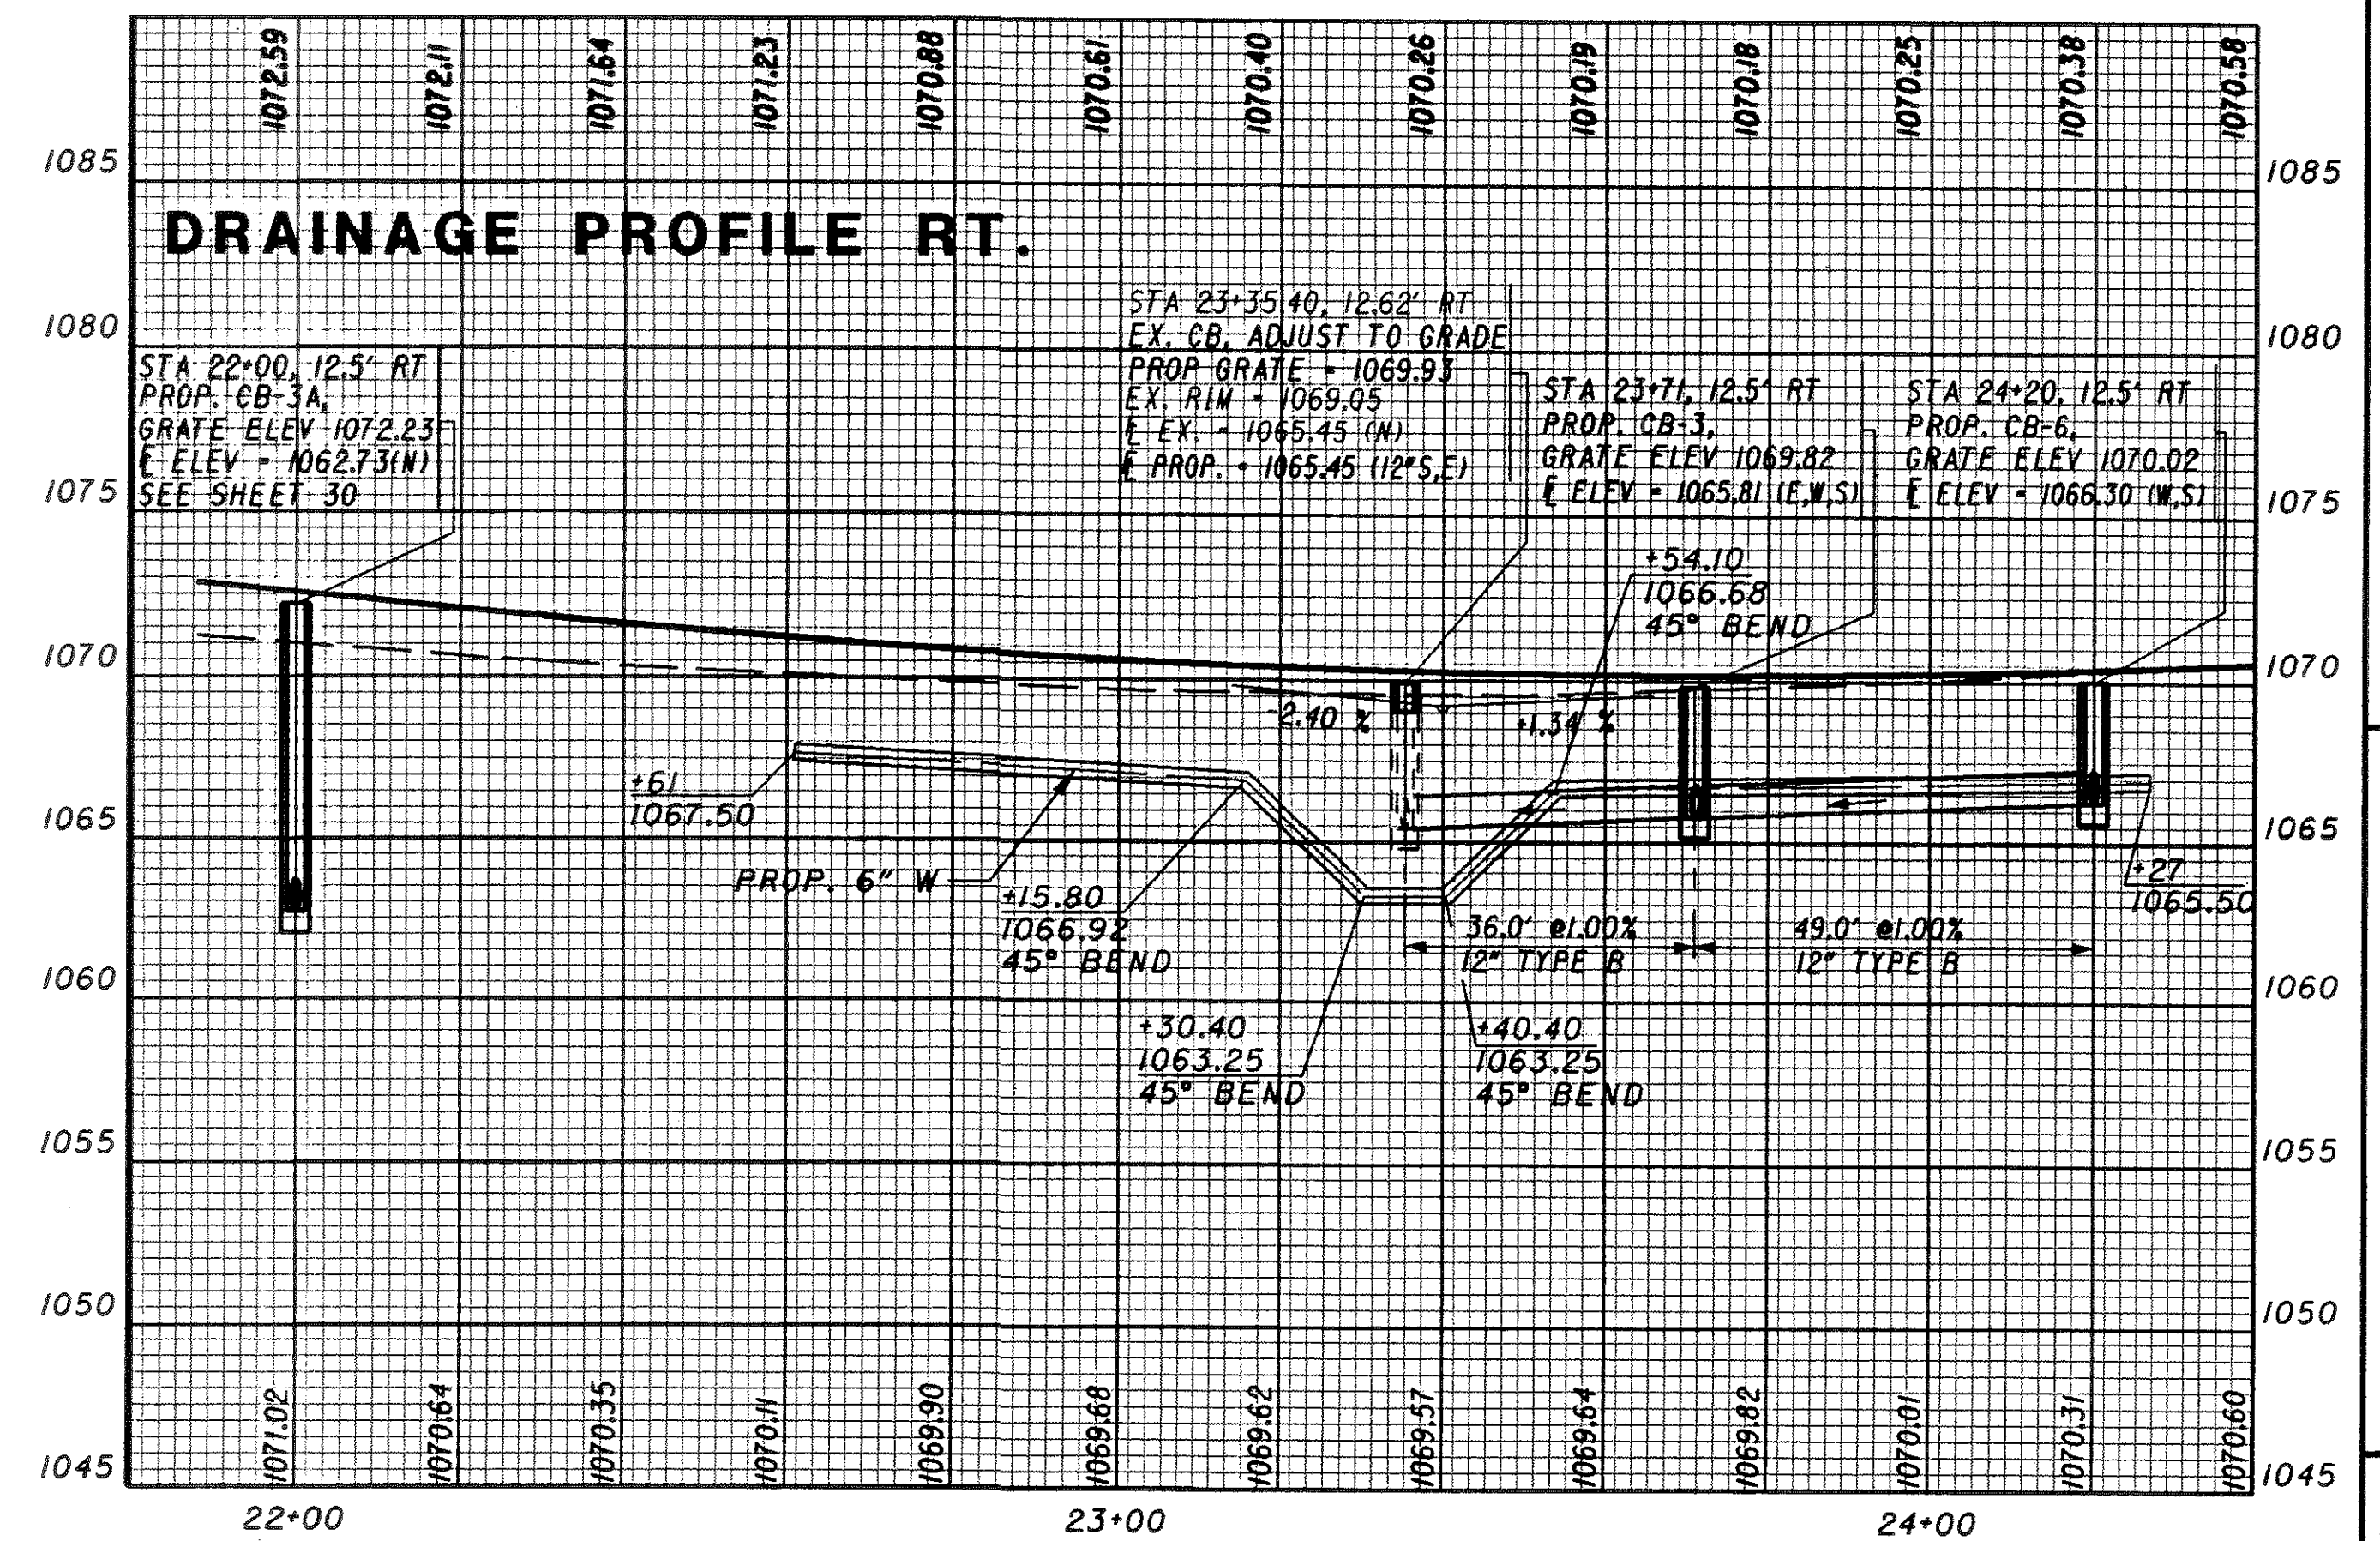 1072.59
1072.11
1071.64
1071.23
1070.88
1070.61
1070.40
1070.26
1070.19
1070.18
1070.25
1070.38
1070.58
1085
1085
DRAINAGE PROFILE RT.
1080
1080
STA 22+00, 12.5' RT
PROP. CB-3A,
GRATE ELEV 1072.23
ELEV = 1062.73(N)
SEE SHEET 30
STA 23+35.40, 12.62' RT
EX. CB, ADJUST TO GRADE
PROP GRATE = 1069.93
EX. RIM = 1069.05
EX. = 1065.45 (N)
PROP. = 1065.45 (12"S,E)
STA 23+71, 12.5' RT
PROP. CB-3,
GRATE ELEV 1069.82
ELEV = 1065.81 (E,W,S)
STA 24+20, 12.5' RT
PROP. CB-6,
GRATE ELEV 1070.02
ELEV = 1066.30 (W,S)
1075
1075
+54.10
1066.68
45° BEND
1070
1070
-2.40 %
+1.34 %
+61
1067.50
1065
1065
PROP. 6" W
+15.80
1066.92
45° BEND
+27
1065.50
36.0' @1.00%
12" TYPE B
49.0' @1.00%
12" TYPE B
1060
1060
+30.40
1063.25
45° BEND
+40.40
1063.25
45° BEND
1055
1055
1050
1050
1071.02
1070.64
1070.35
1070.11
1069.90
1069.68
1069.62
1069.57
1069.64
1069.82
1070.01
1070.31
1070.60
1045
1045
22+00
23+00
24+00